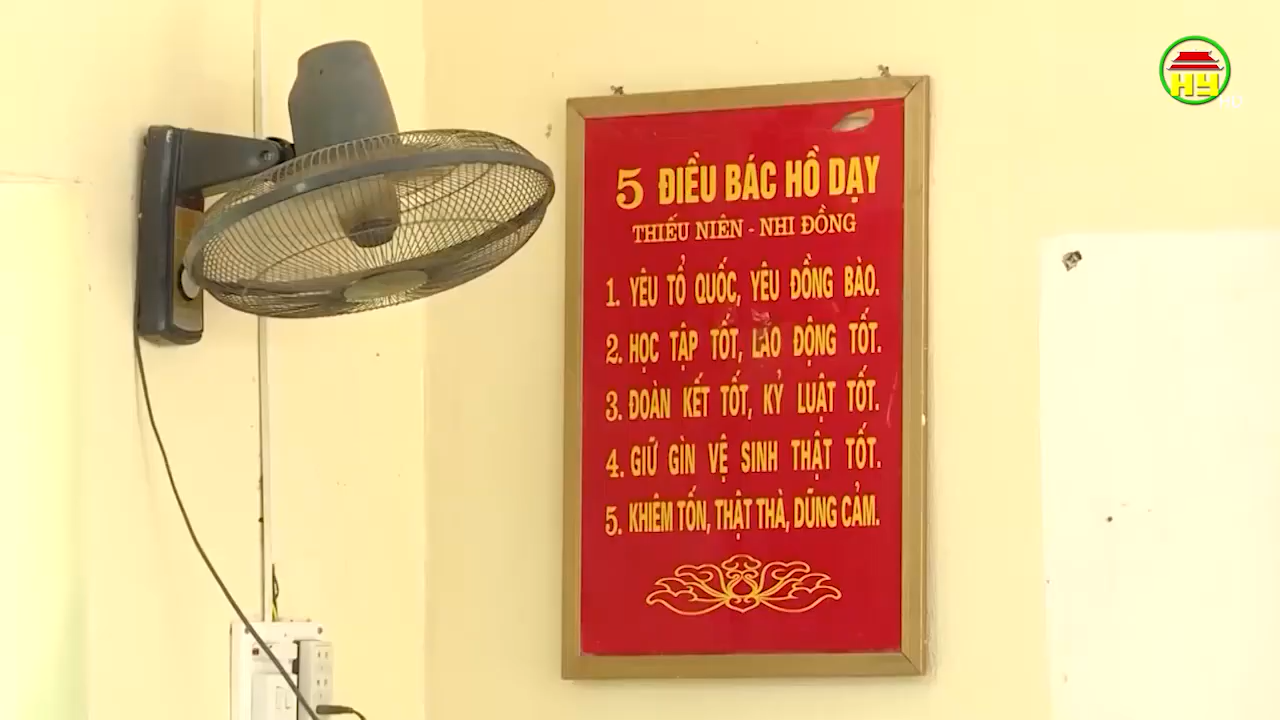 HY
5 ĐIỀU BÁC HỒ DẠY
THIẾU NIÊN - NHI ĐỒNG
1. YÊU TỔ QUỐC, YÊU ĐỒNG BÀO.
2. HỌC TẬP TỐT, LAO ĐỘNG TỐT.
3. ĐOÀN KẾT TỐT, KỶ LUẬT TỐT.
4. GIỮ GÌN VỆ SINH THẬT TỐT.
5. KHIÊM TỐN, THẬT THÀ, DŨNG CẢM.